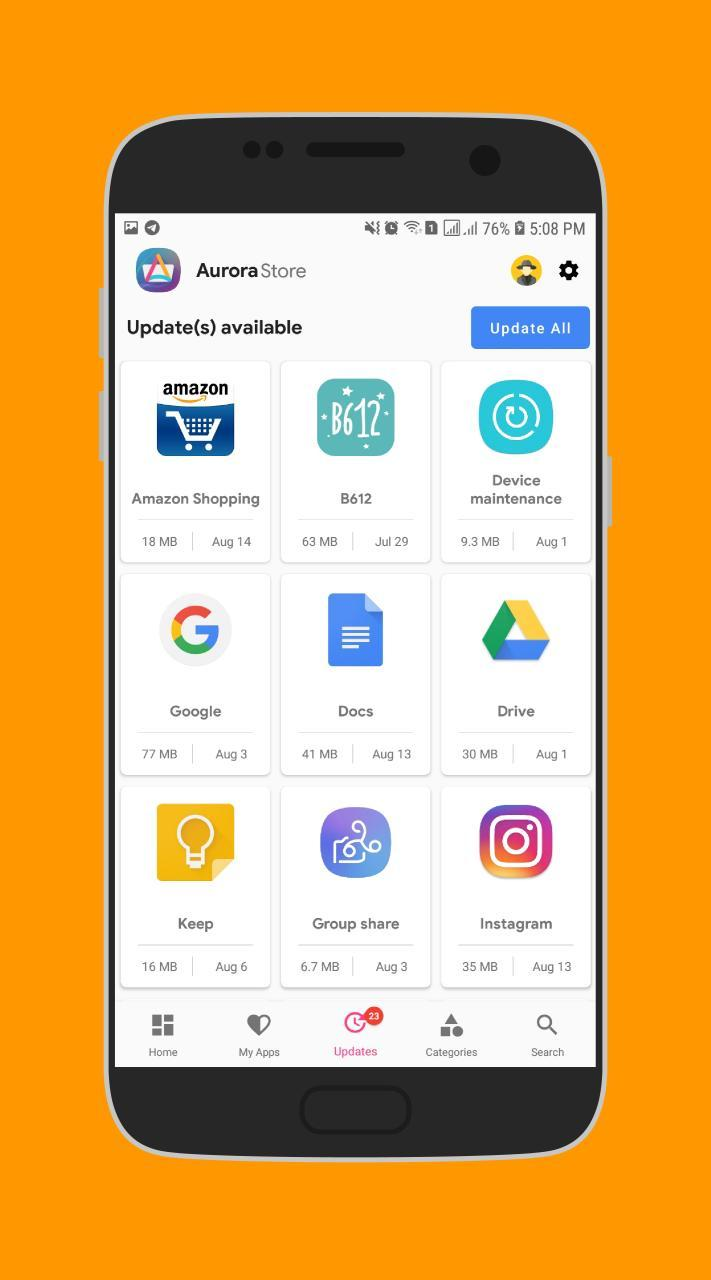 1 76% 5:08 PM
Aurora Store
Update(s) available
Update All
amazon
B612
Amazon Shopping
B612
Device
maintenance
18 MB Aug 14
63 MB Jul 29
9.3 MB Aug 1
G
Google
Docs
Drive
77 MB Aug 3
41 MB Aug 13
30 MB Aug 1
Keep
Group share
Instagram
16 MB Aug 6
6.7 MB Aug 3
35 MB Aug 13
23
Home
My Apps
Updates
Categories
Search